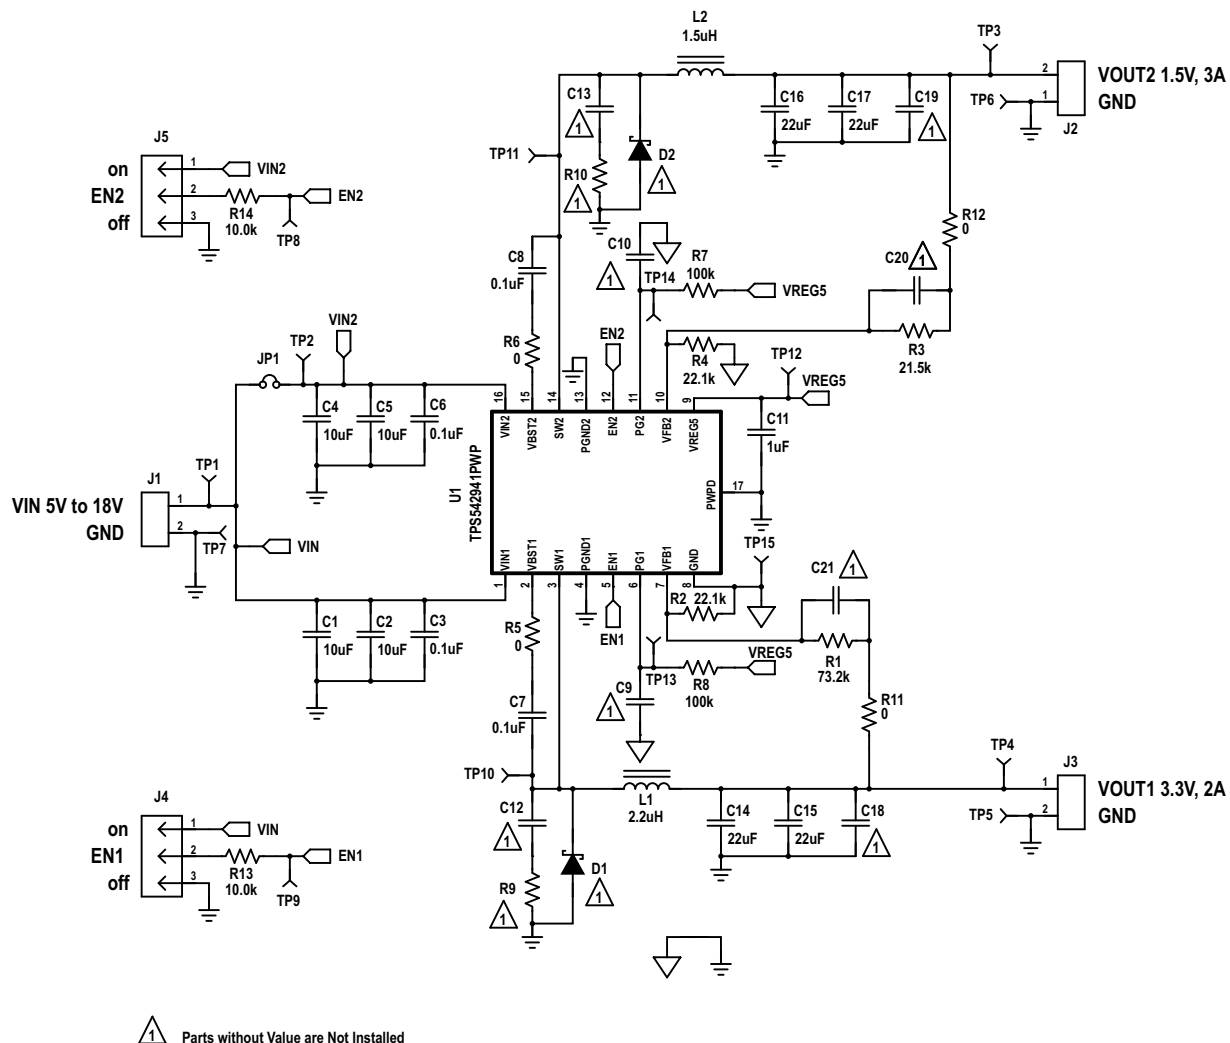 L2
1.5uH
TP3
VOUT2 1.5V, 3A
GND
2
1
J2
TP6
C13
1
C16
22uF
C17
22uF
C19
1
J5
on
EN2
off
1
2
3
VIN2
R14
10.0k
EN2
TP8
TP11
D2
1
R10
1
R12
0
C8
0.1uF
C10
1
TP14
R7
100k
VREG5
C20
1
R3
21.5k
VIN2
TP2
JP1
R6
0
EN2
R4
22.1k
TP12
VREG5
C4
10uF
C5
10uF
C6
0.1uF
16
15
14
13
12
11
10
9
VIN2
VBST2
SW2
PGND2
EN2
PG2
VFB2
VREG5
C11
1uF
U1
TPS542941PWP
PWPD
17
J1
TP1
VIN 5V to 18V
GND
1
2
TP7
VIN
VIN1
VBST1
SW1
PGND1
EN1
PG1
VFB1
GND
1
2
3
4
5
6
7
8
TP15
R2
22.1k
C21
1
C1
10uF
C2
10uF
C3
0.1uF
R5
0
EN1
R1
73.2k
TP13
R8
100k
VREG5
C9
1
R11
0
C7
0.1uF
TP10
TP4
J3
VOUT1 3.3V, 2A
GND
1
2
TP5
L1
2.2uH
C12
1
C14
22uF
C15
22uF
C18
1
J4
on
EN1
off
1
2
3
VIN
R13
10.0k
EN1
TP9
R9
1
D1
1
1 Parts without Value are Not Installed